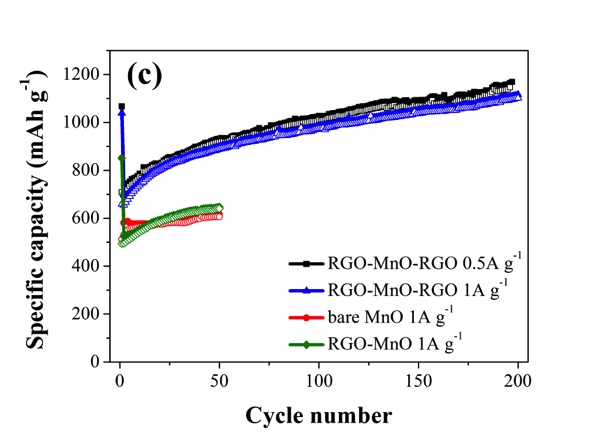 (c)
Specific capacity (mAh g⁻¹)
1200
1000
800
600
400
200
0
RGO-MnO-RGO 0.5A g⁻¹
RGO-MnO-RGO 1A g⁻¹
bare MnO 1A g⁻¹
RGO-MnO 1A g⁻¹
0 50 100 150 200
Cycle number